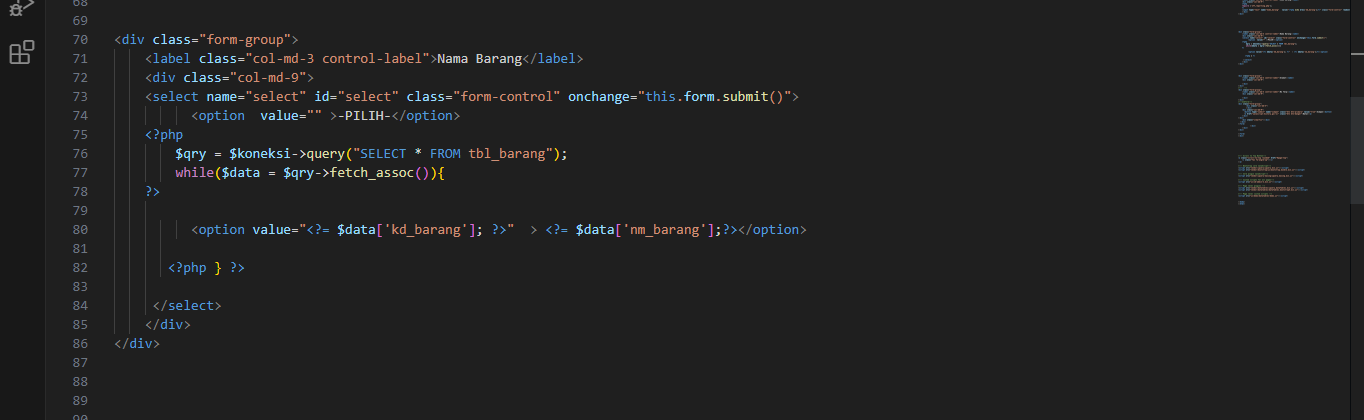 68
69
70 <div class="form-group">
71 <label class="col-md-3 control-label">Nama Barang</label>
72 <div class="col-md-9">
73 <select name="select" id="select" class="form-control" onchange="this.form.submit()">
74 <option  value="" >-PILIH-</option>
75 <?php
76 $qry = $koneksi->query("SELECT * FROM tbl_barang");
77 while($data = $qry->fetch_assoc()){
78 ?>
79
80 <option value="<?= $data['kd_barang']; ?>"  > <?= $data['nm_barang'];?></option>
81
82 <?php } ?>
83
84 </select>
85 </div>
86 </div>
87
88
89
90